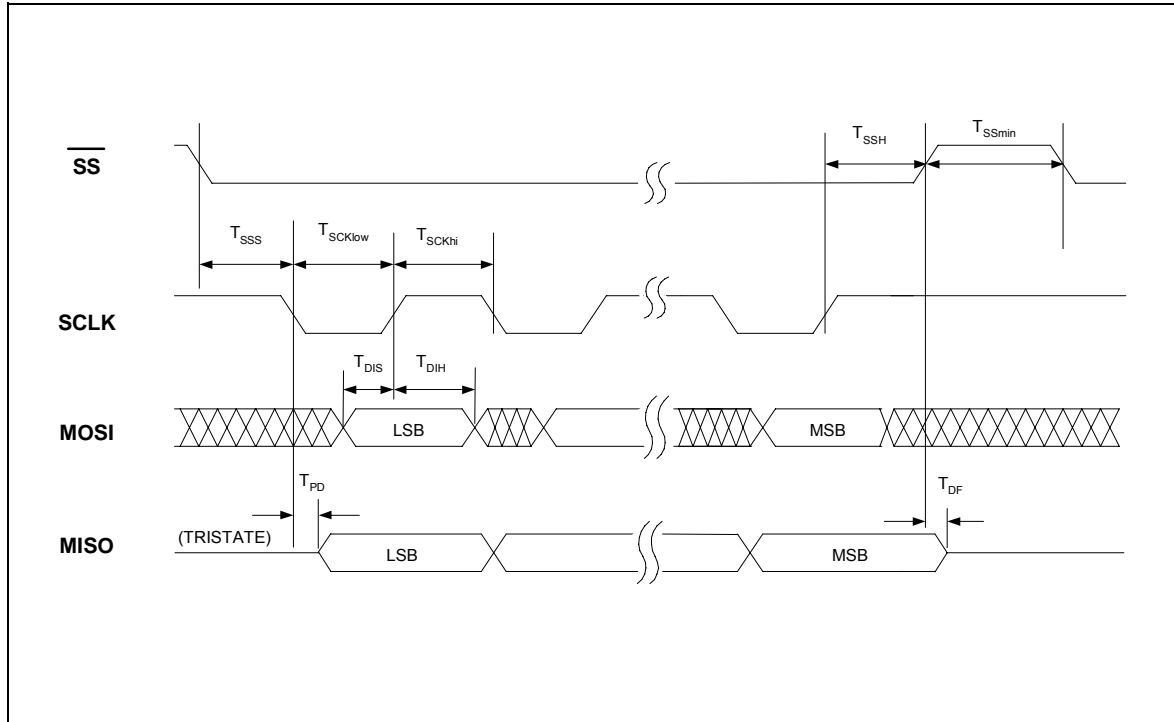 T_SSH T_SSmin
SS
T_SSS T_SCKlow T_SCKhi
SCLK
T_DIS T_DIH
MOSI LSB MSB
T_PD T_DF
MISO (TRISTATE) LSB MSB